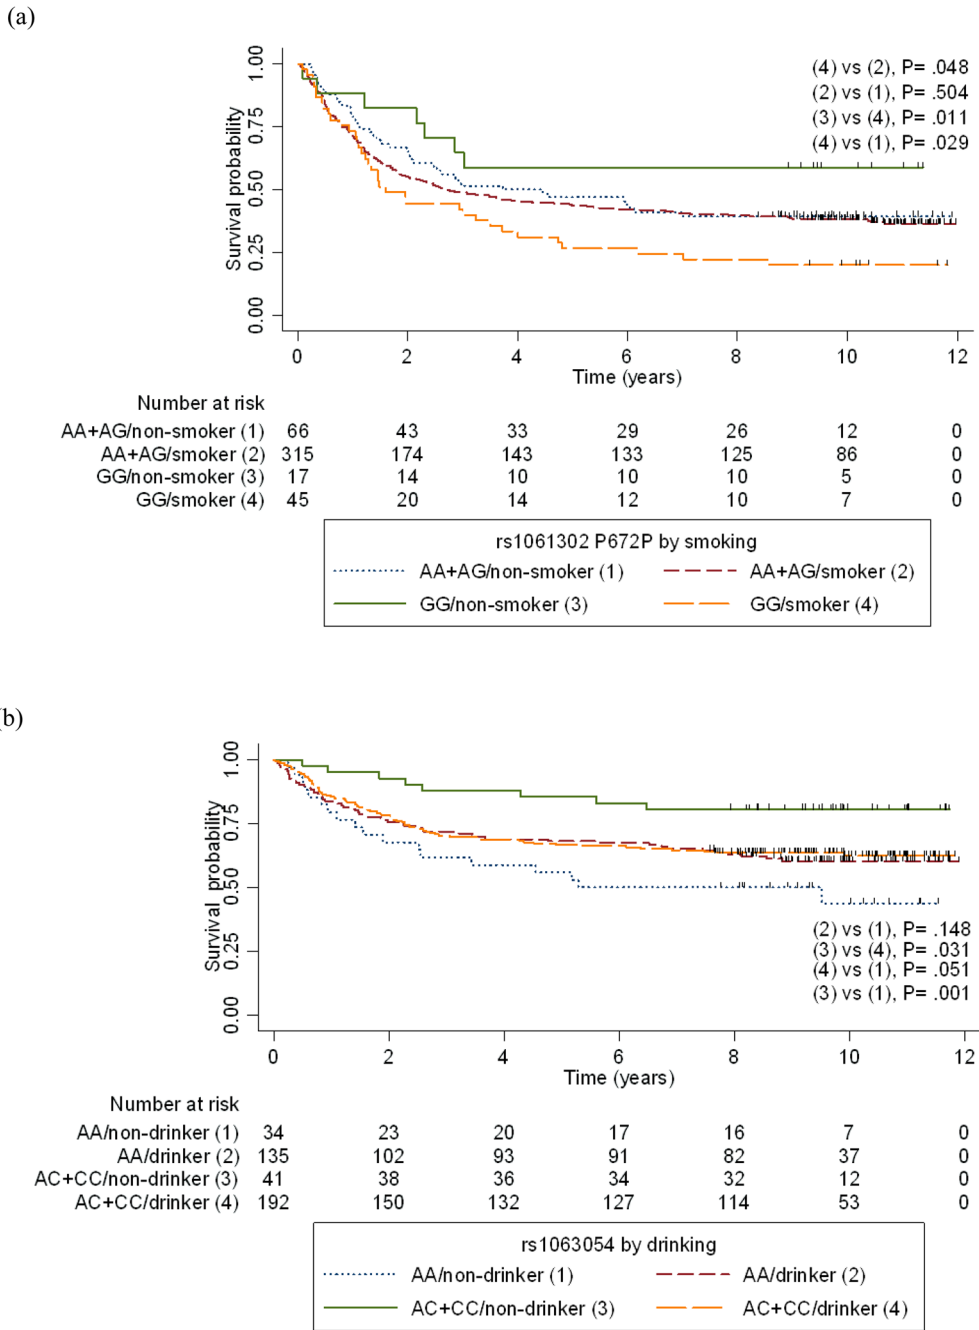 (a)
1.00
0.75
0.50
0.25
0.00
Survival probability
(4) vs (2), P= .048
(2) vs (1), P= .504
(3) vs (4), P= .011
(4) vs (1), P= .029
0 2 4 6 8 10 12
Time (years)
Number at risk
AA+AG/non-smoker (1) 66 43 33 29 26 12 0
AA+AG/smoker (2) 315 174 143 133 125 86 0
GG/non-smoker (3) 17 14 10 10 10 5 0
GG/smoker (4) 45 20 14 12 10 7 0
rs1061302 P672P by smoking
AA+AG/non-smoker (1) AA+AG/smoker (2)
GG/non-smoker (3) GG/smoker (4)
b)
1.00
0.75
0.50
0.25
0.00
Survival probability
(2) vs (1), P= .148
(3) vs (4), P= .031
(4) vs (1), P= .051
(3) vs (1), P= .001
0 2 4 6 8 10 12
Time (years)
Number at risk
AA/non-drinker (1) 34 23 20 17 16 7 0
AA/drinker (2) 135 102 93 91 82 37 0
AC+CC/non-drinker (3) 41 38 36 34 32 12 0
AC+CC/drinker (4) 192 150 132 127 114 53 0
rs1063054 by drinking
AA/non-drinker (1) AA/drinker (2)
AC+CC/non-drinker (3) AC+CC/drinker (4)